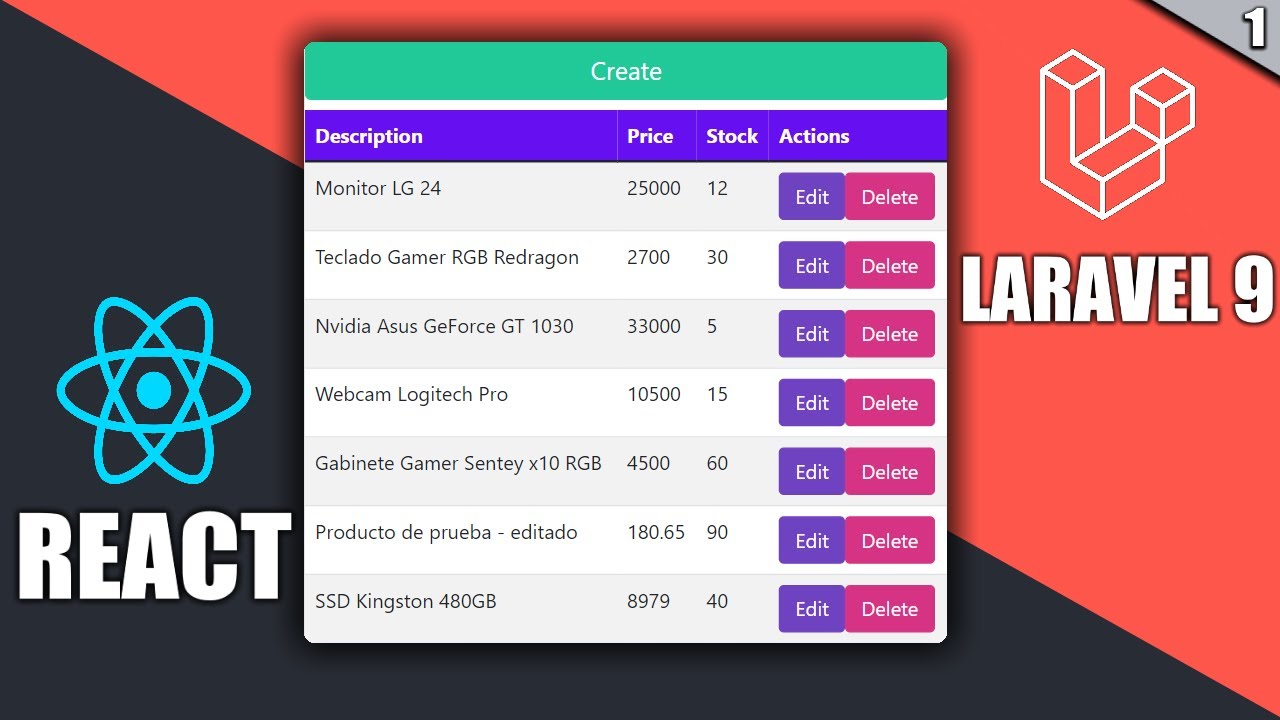 1
Create
Description Price Stock Actions
Monitor LG 24 25000 12 Edit Delete
Teclado Gamer RGB Redragon 2700 30 Edit Delete
Nvidia Asus GeForce GT 1030 33000 5 Edit Delete
Webcam Logitech Pro 10500 15 Edit Delete
Gabinete Gamer Sentey x10 RGB 4500 60 Edit Delete
Producto de prueba - editado 180.65 90 Edit Delete
SSD Kingston 480GB 8979 40 Edit Delete
REACT
LARAVEL 9